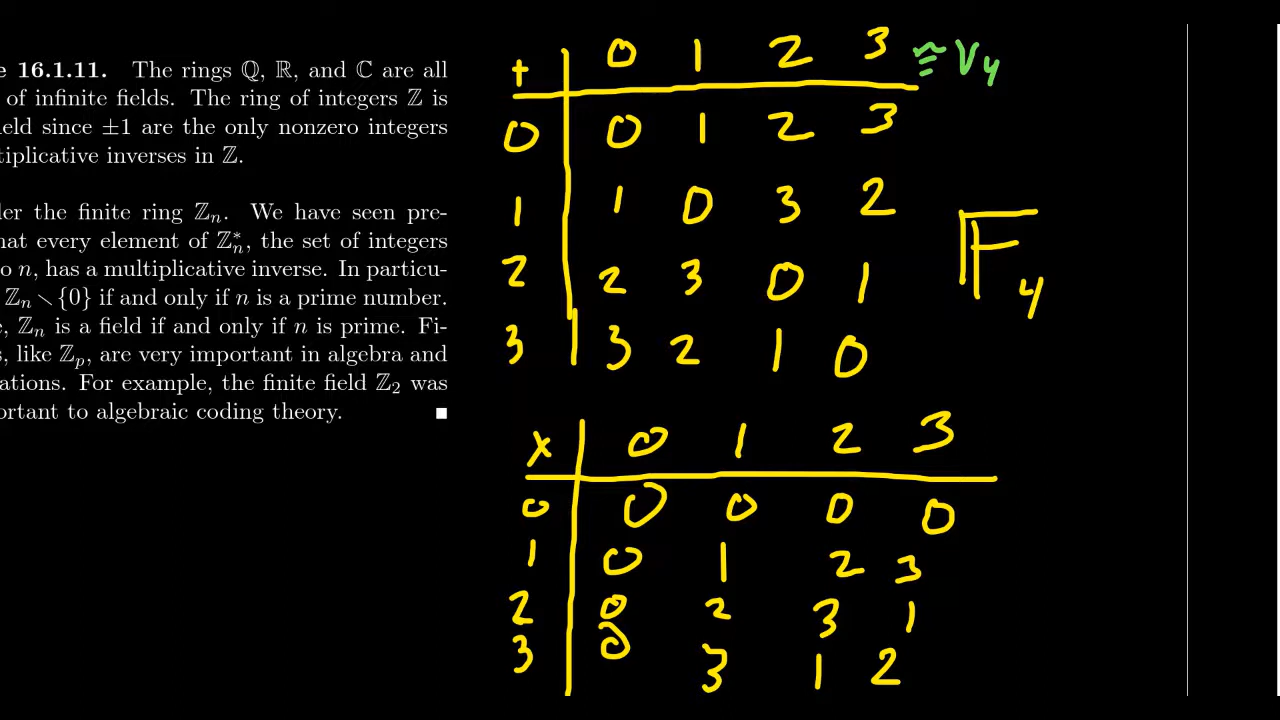 e 16.1.11. The rings ℚ, ℝ, and ℂ are all
of infinite fields. The ring of integers ℤ is
ield since ±1 are the only nonzero integers
tiplicative inverses in ℤ.
ler the finite ring ℤₙ. We have seen pre-
hat every element of ℤ*ₙ, the set of integers
o n, has a multiplicative inverse. In particu-
ℤₙ ∖ {0} if and only if n is a prime number.
e, ℤₙ is a field if and only if n is prime. Fi-
s, like ℤₚ, are very important in algebra and
ations. For example, the finite field ℤ₂ was
ortant to algebraic coding theory. ■
+ 0 1 2 3 ≅ V₄
0 0 1 2 3
1 1 0 3 2
2 2 3 0 1
3 3 2 1 0
𝔽₄
x 0 1 2 3
0 0 0 0 0
1 0 1 2 3
2 0 2 3 1
3 0 3 1 2